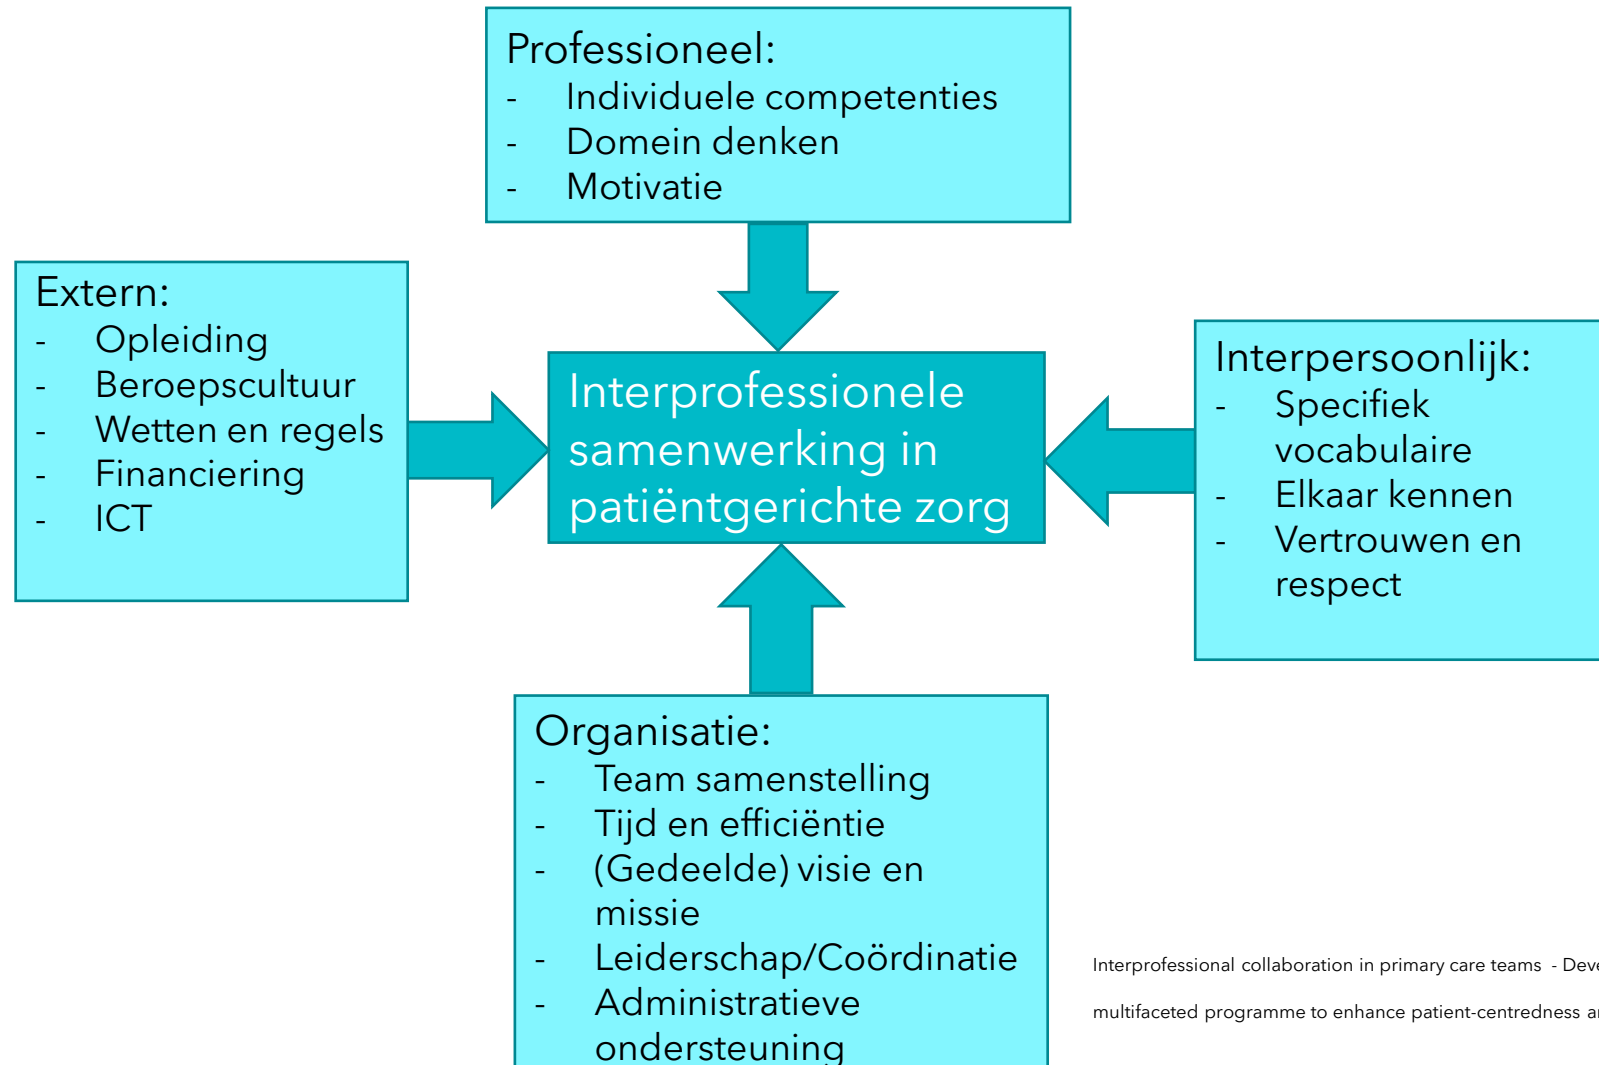 Professioneel:
- Individuele competenties
- Domein denken
- Motivatie
Extern:
- Opleiding
- Beroepscultuur
- Wetten en regels
- Financiering
- ICT
Interprofessionele
samenwerking in
patiëntgerichte zorg
Interpersoonlijk:
- Specifiek
vocabulaire
- Elkaar kennen
- Vertrouwen en
respect
Organisatie:
- Team samenstelling
- Tijd en efficiëntie
- (Gedeelde) visie en
missie
- Leiderschap/Coördinatie
- Administratieve
ondersteuning
Interprofessional collaboration in primary care teams - 
multifaceted programme to enhance patient-centredness